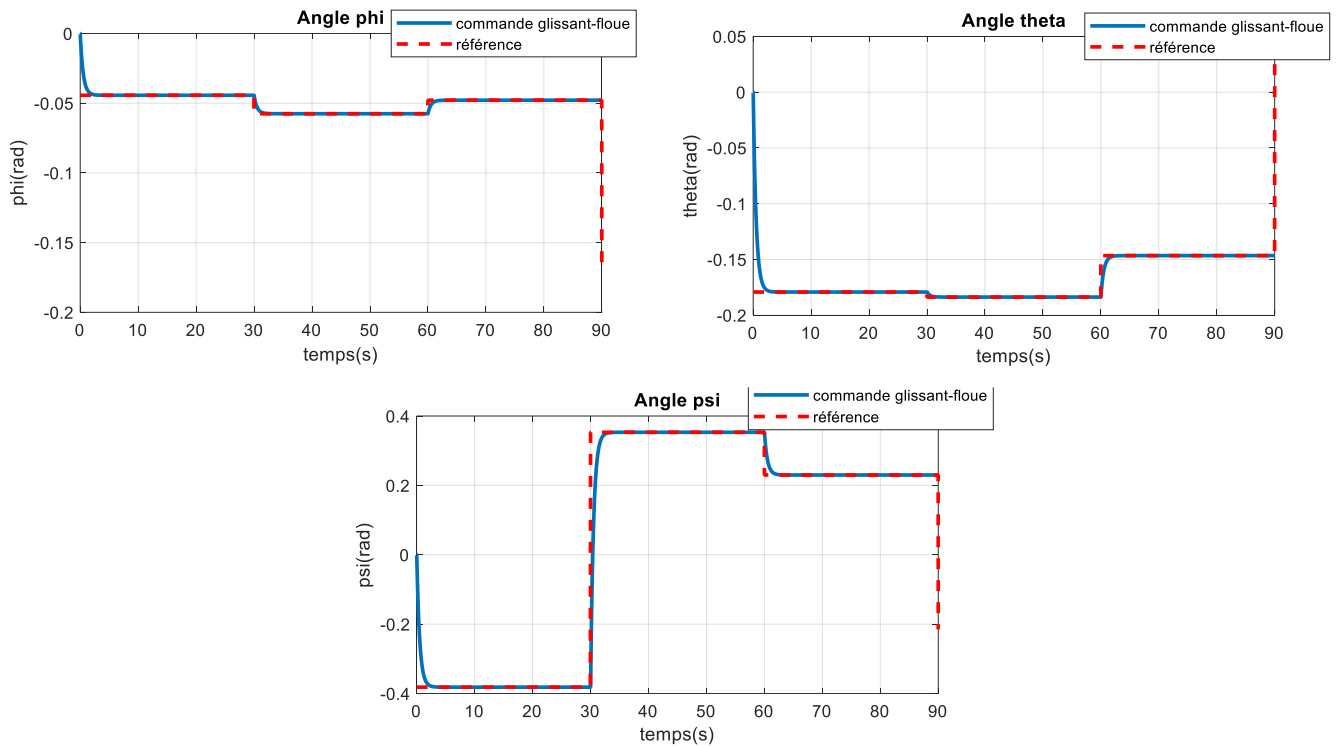 Angle phi
commande glissant-floue
référence
0
-0.05
-0.1
-0.15
-0.2
phi(rad)
0 10 20 30 40 50 60 70 80 90
temps(s)
Angle theta
commande glissant-floue
référence
0.05
0
-0.05
-0.1
-0.15
-0.2
theta(rad)
0 10 20 30 40 50 60 70 80 90
temps(s)
Angle psi
commande glissant-floue
référence
0.4
0.2
0
-0.2
-0.4
psi(rad)
0 10 20 30 40 50 60 70 80 90
temps(s)